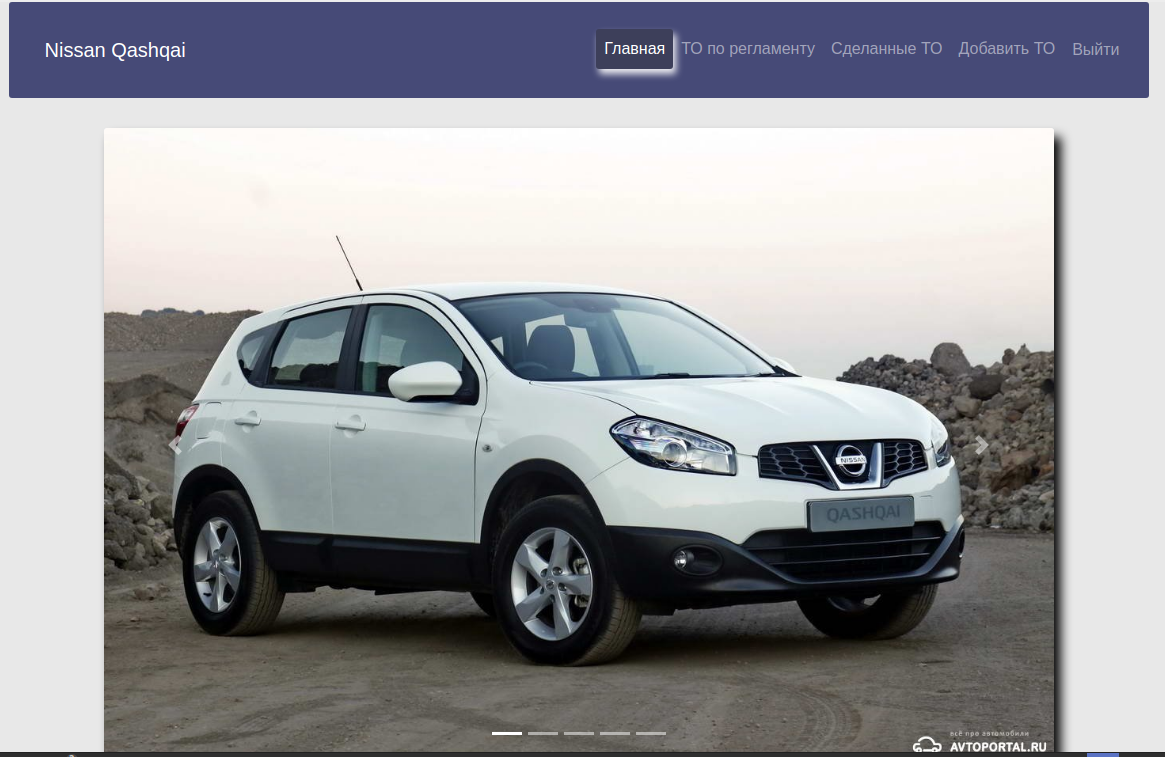 Nissan Qashqai
Главная
ТО по регламенту
Сделанные ТО
Добавить ТО
Выйти
NISSAN
QASHQAI
всё про автомобили
AVTOPORTAL.RU